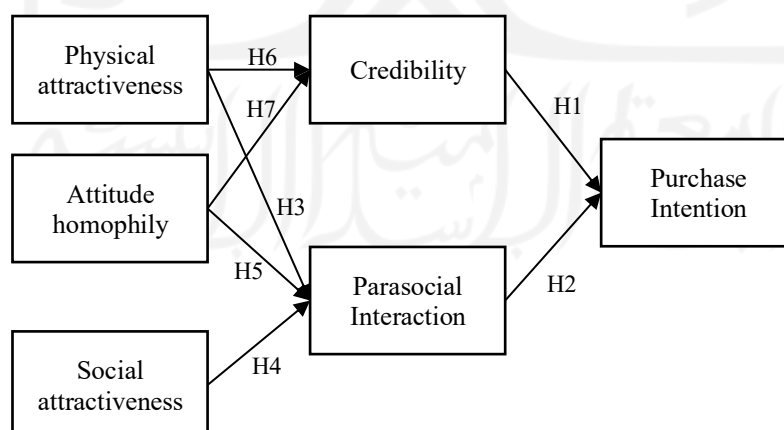 Physical
attractiveness
H6
Credibility
H7
H1
Attitude
homophily
H3
Purchase
Intention
H5
Parasocial
Interaction
H2
Social
attractiveness
H4